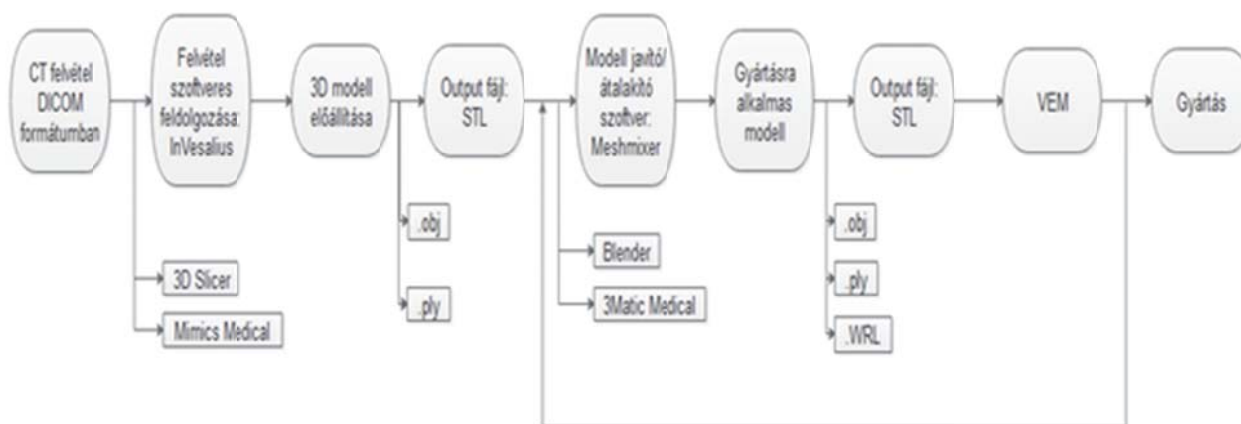 CT felvétel
DICOM
formátumban
Felvétel
szoftveres
feldolgozása:
InVesalius
3D modell
előállítása
Output fájl:
STL
Modell javító/
átalakító
szoftver:
Meshmixer
Gyártásra
alkalmas
modell
Output fájl:
STL
VEM
Gyártás
3D Slicer
Mimics Medical
.obj
.ply
Blender
3Matic Medical
.obj
.ply
.WRL